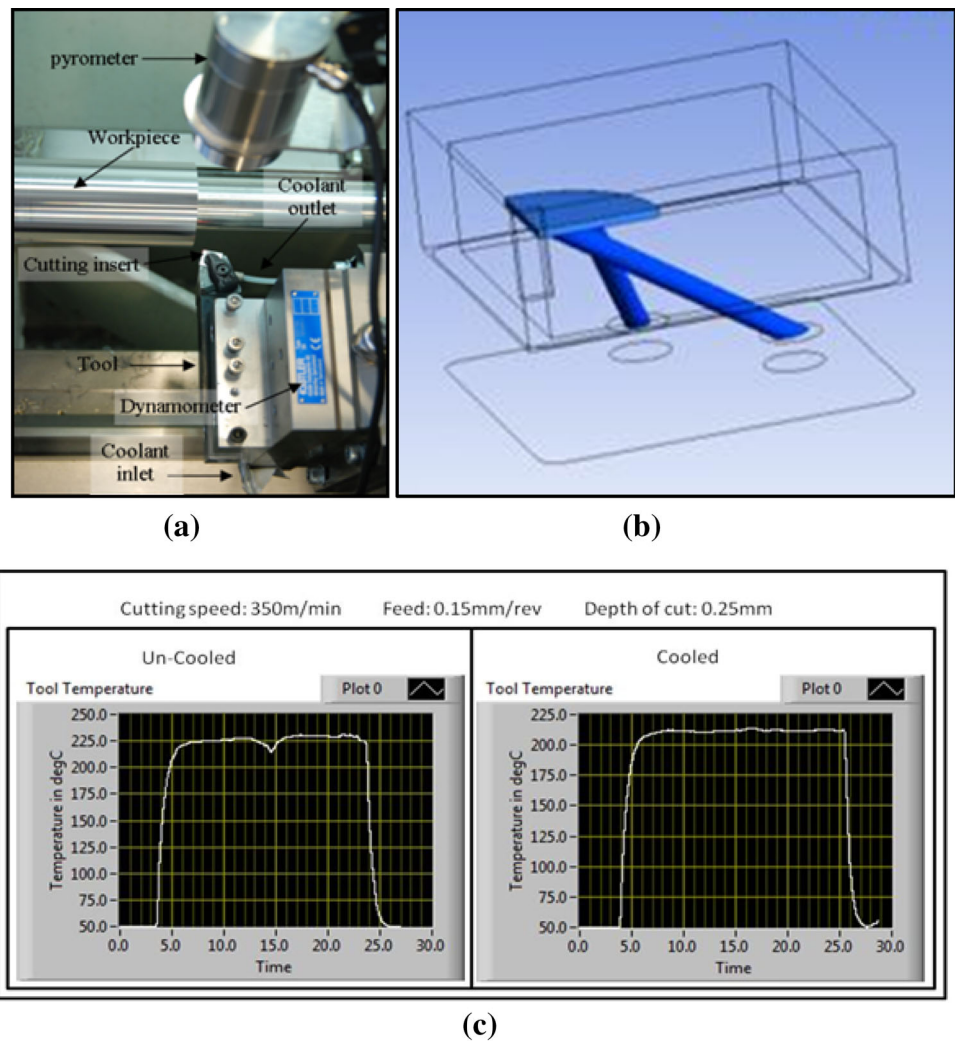 pyrometer
Workpiece
Coolant
outlet
Cutting insert
Tool
Dynamometer
Coolant
inlet
(a)
(b)
Cutting speed: 350m/min Feed: 0.15mm/rev Depth of cut: 0.25mm
Un-Cooled
Tool Temperature
Plot 0
Temperature in degC
250.0
225.0
200.0
175.0
150.0
125.0
100.0
75.0
50.0
0.0 5.0 10.0 15.0 20.0 25.0 30.0
Time
Cooled
Tool Temperature
Plot 0
Temperature in degC
225.0
200.0
175.0
150.0
125.0
100.0
75.0
50.0
0.0 5.0 10.0 15.0 20.0 25.0 30.0
Time
(c)